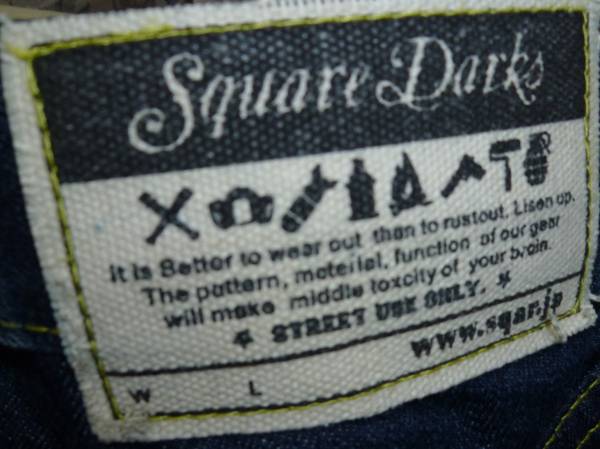 Square Darks
It is Better to wear out than to rustout. Lisen up.
The pattern, mateilal, function of our gear
will make middle toxcity of your brain.
STREET USE ONLY.
www.sqar.jp
W L